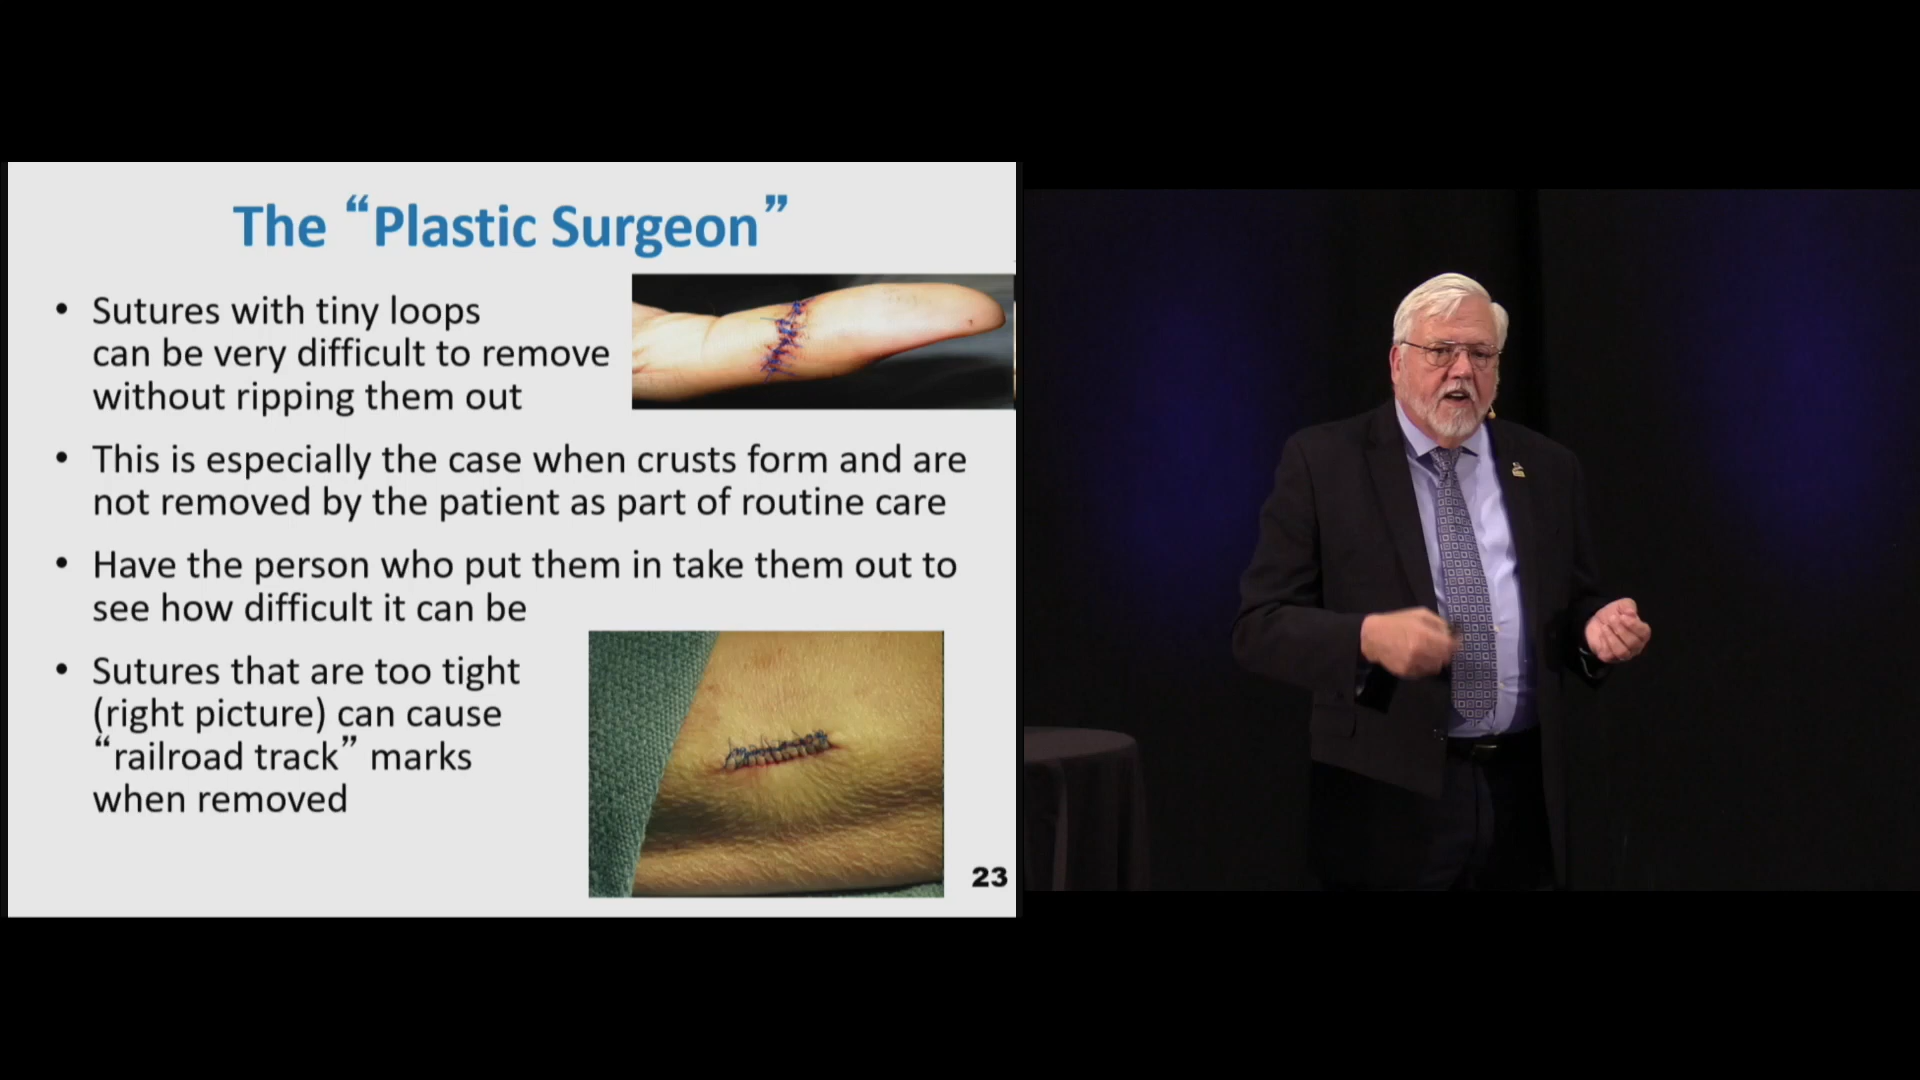 The “Plastic Surgeon”
• Sutures with tiny loops
can be very difficult to remove
without ripping them out
• This is especially the case when crusts form and are
not removed by the patient as part of routine care
• Have the person who put them in take them out to
see how difficult it can be
• Sutures that are too tight
(right picture) can cause
“railroad track” marks
when removed
23